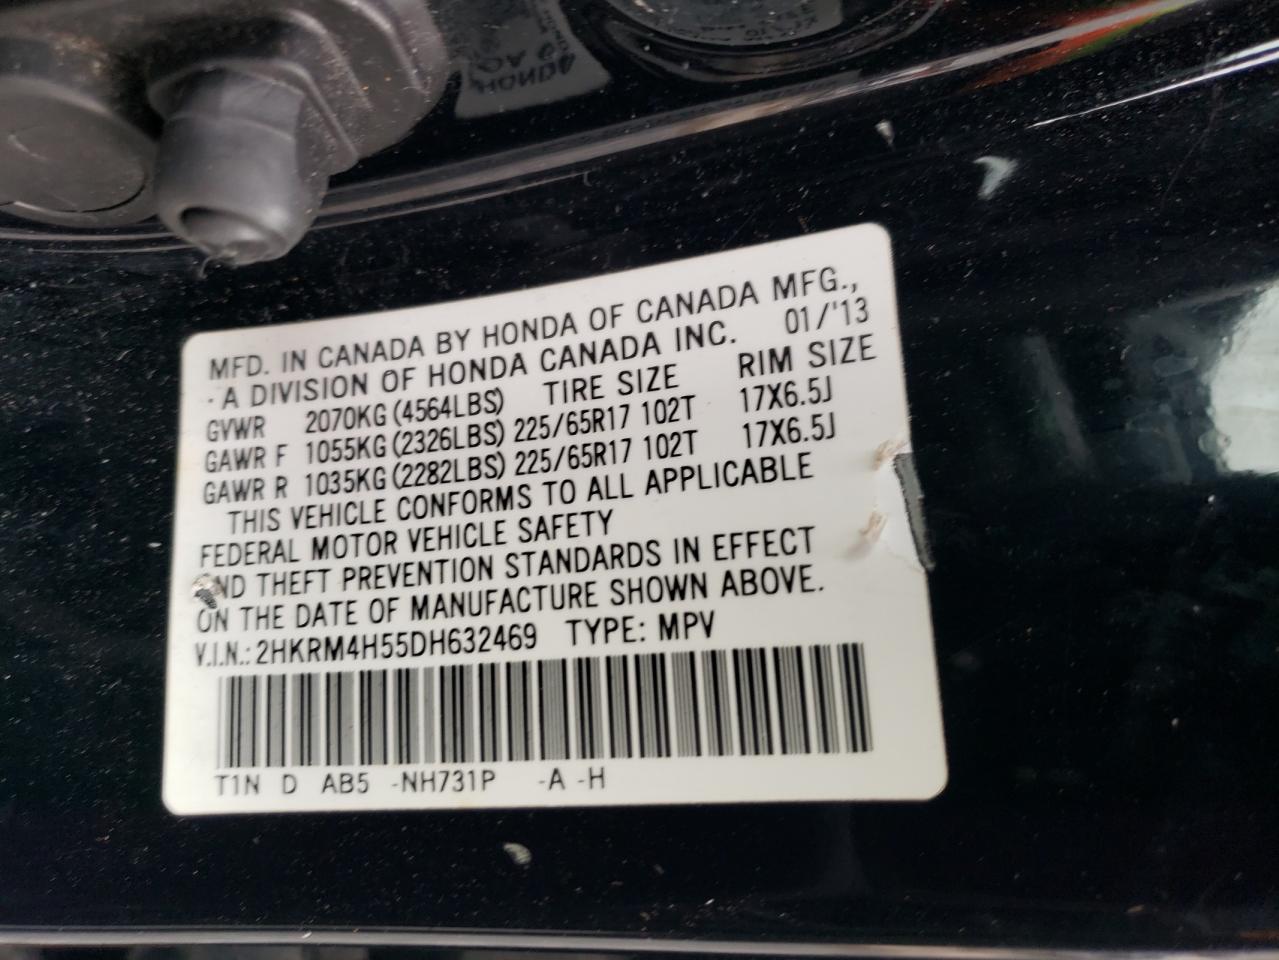 MFD. IN CANADA BY HONDA OF CANADA MFG.,
A DIVISION OF HONDA CANADA INC. 01/'13
GVWR 2070KG (4564LBS) TIRE SIZE RIM SIZE
GAWR F 1055KG (2326LBS) 225/65R17 102T 17X6.5J
GAWR R 1035KG (2282LBS) 225/65R17 102T 17X6.5J
THIS VEHICLE CONFORMS TO ALL APPLICABLE
FEDERAL MOTOR VEHICLE SAFETY
AND THEFT PREVENTION STANDARDS IN EFFECT
ON THE DATE OF MANUFACTURE SHOWN ABOVE.
V.I.N.: 2HKRM4H55DH632469 TYPE: MPV
T1N D AB5 -NH731P -A -H